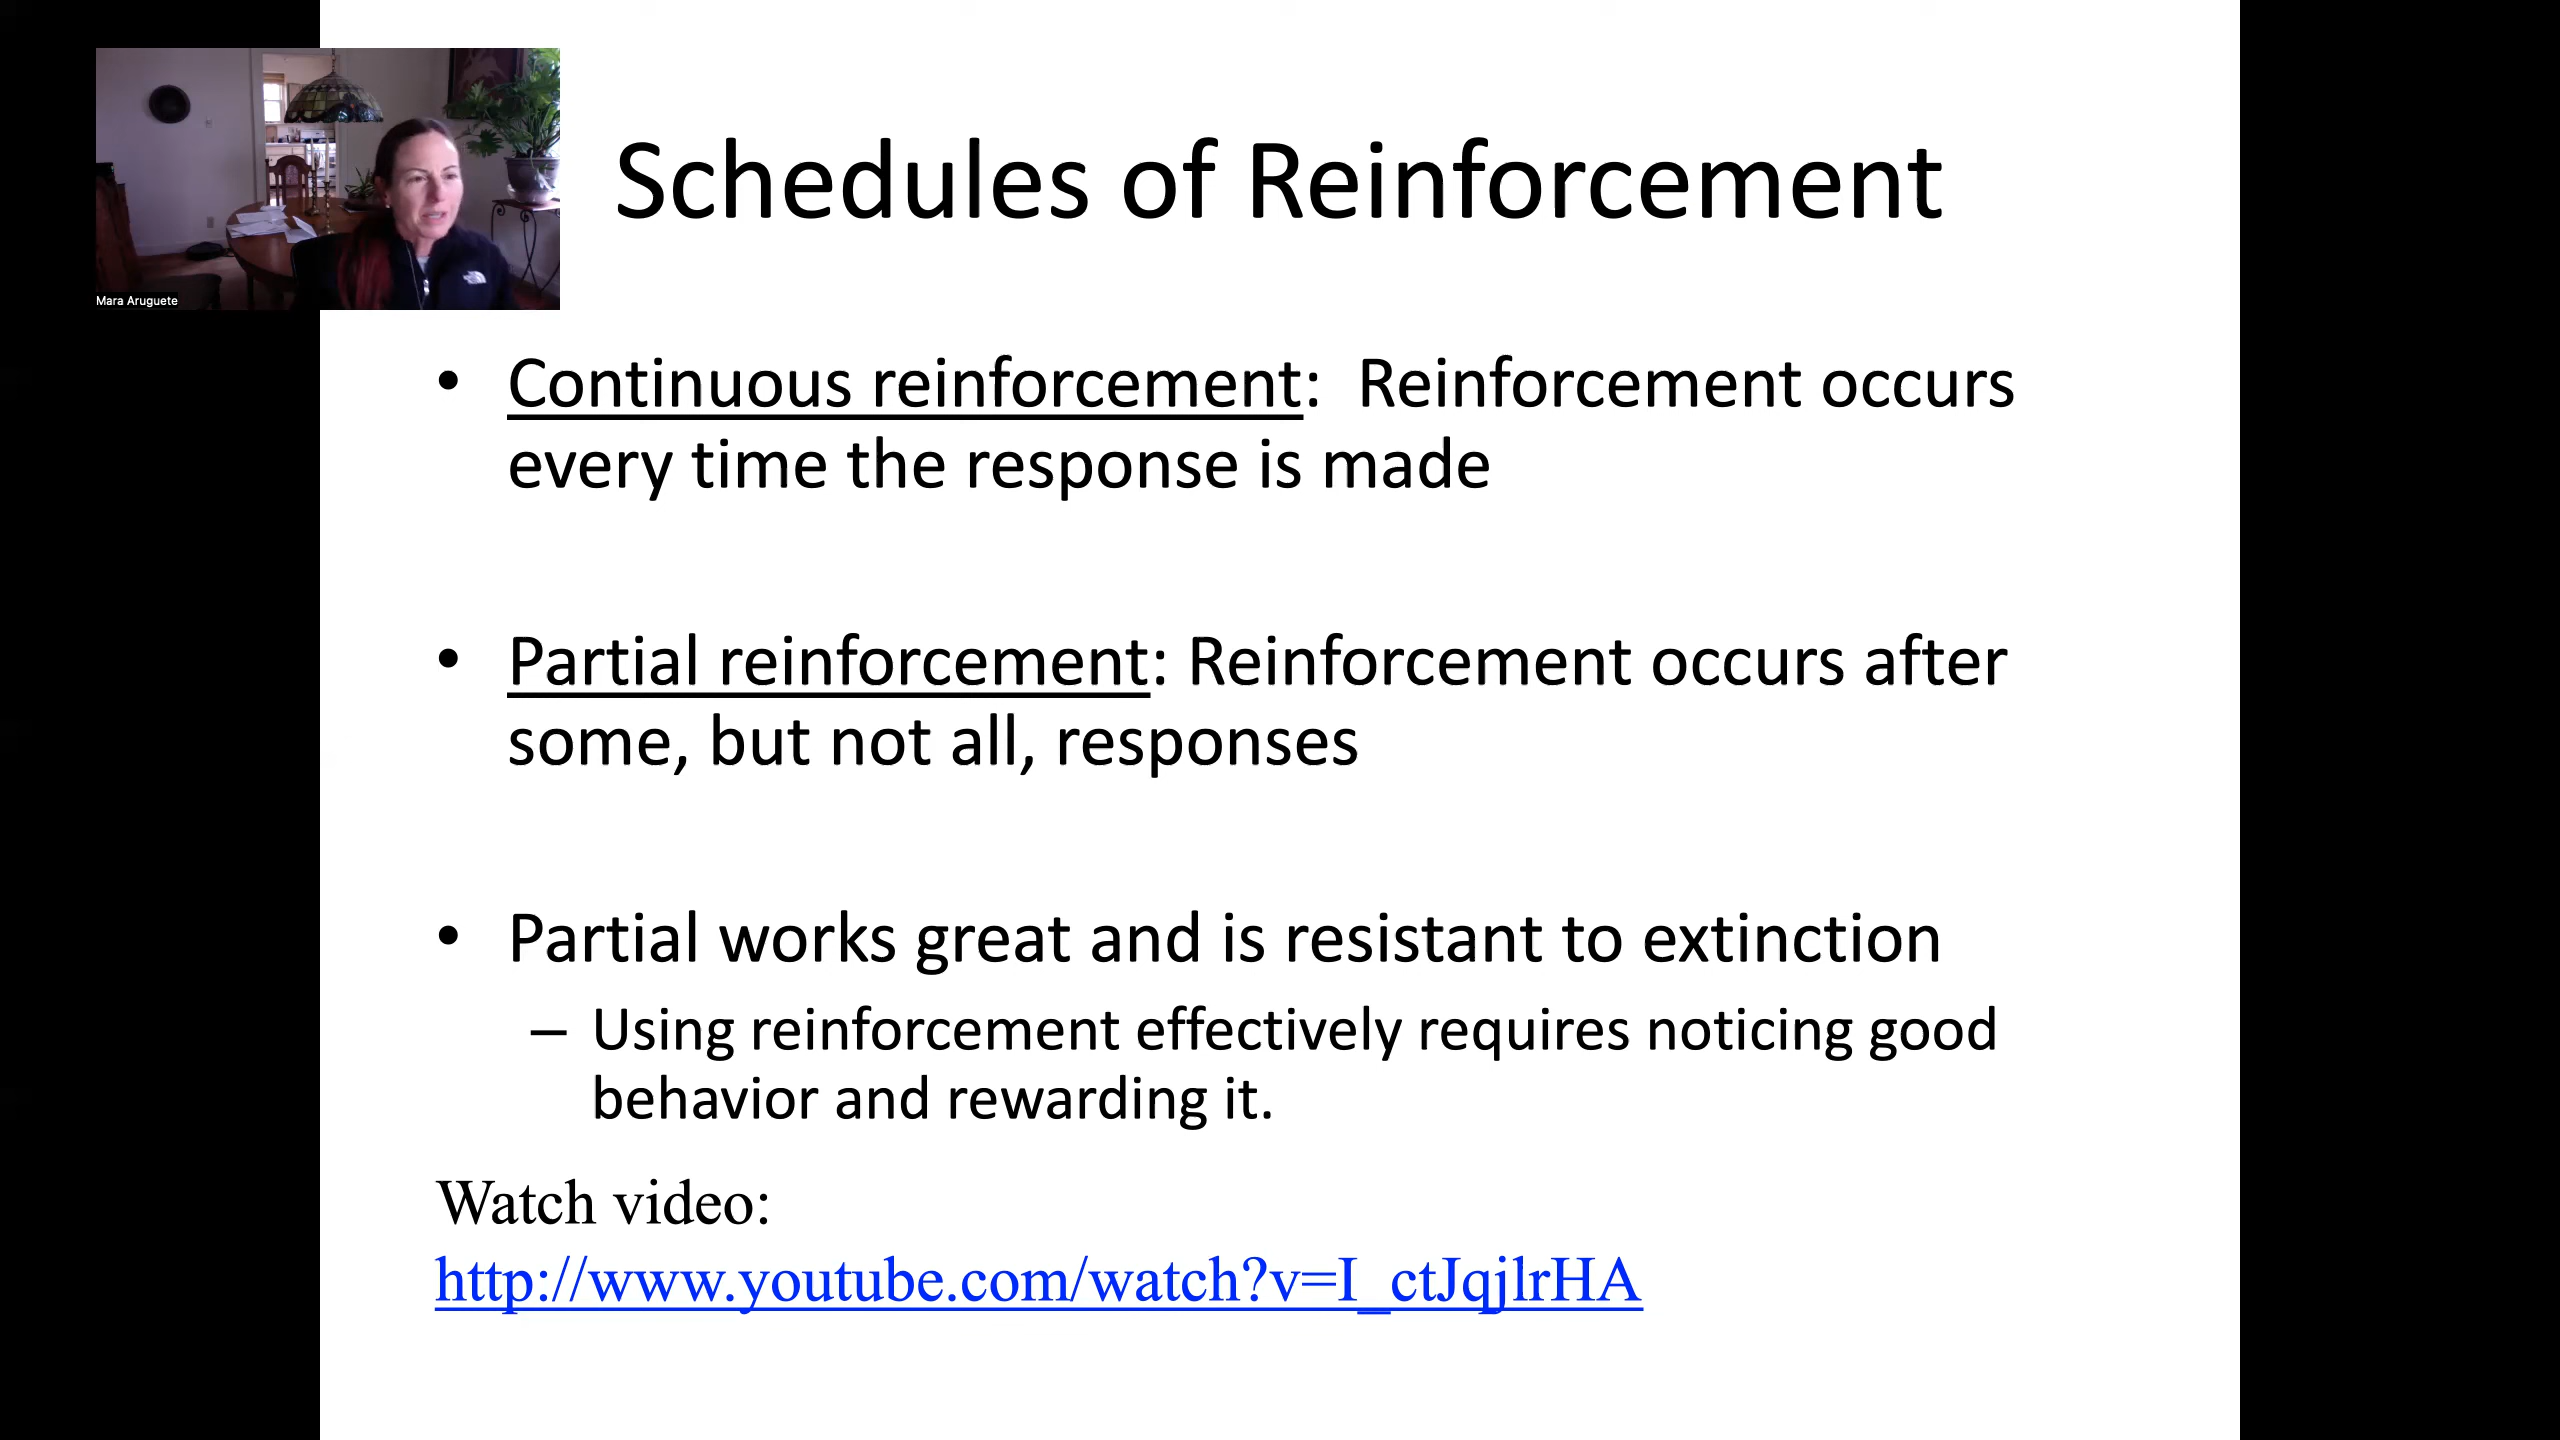 Schedules of Reinforcement
Mara Aruguete
• Continuous reinforcement:  Reinforcement occurs
every time the response is made
• Partial reinforcement: Reinforcement occurs after
some, but not all, responses
• Partial works great and is resistant to extinction
– Using reinforcement effectively requires noticing good
behavior and rewarding it.
Watch video:
http://www.youtube.com/watch?v=I_ctJqjlrHA